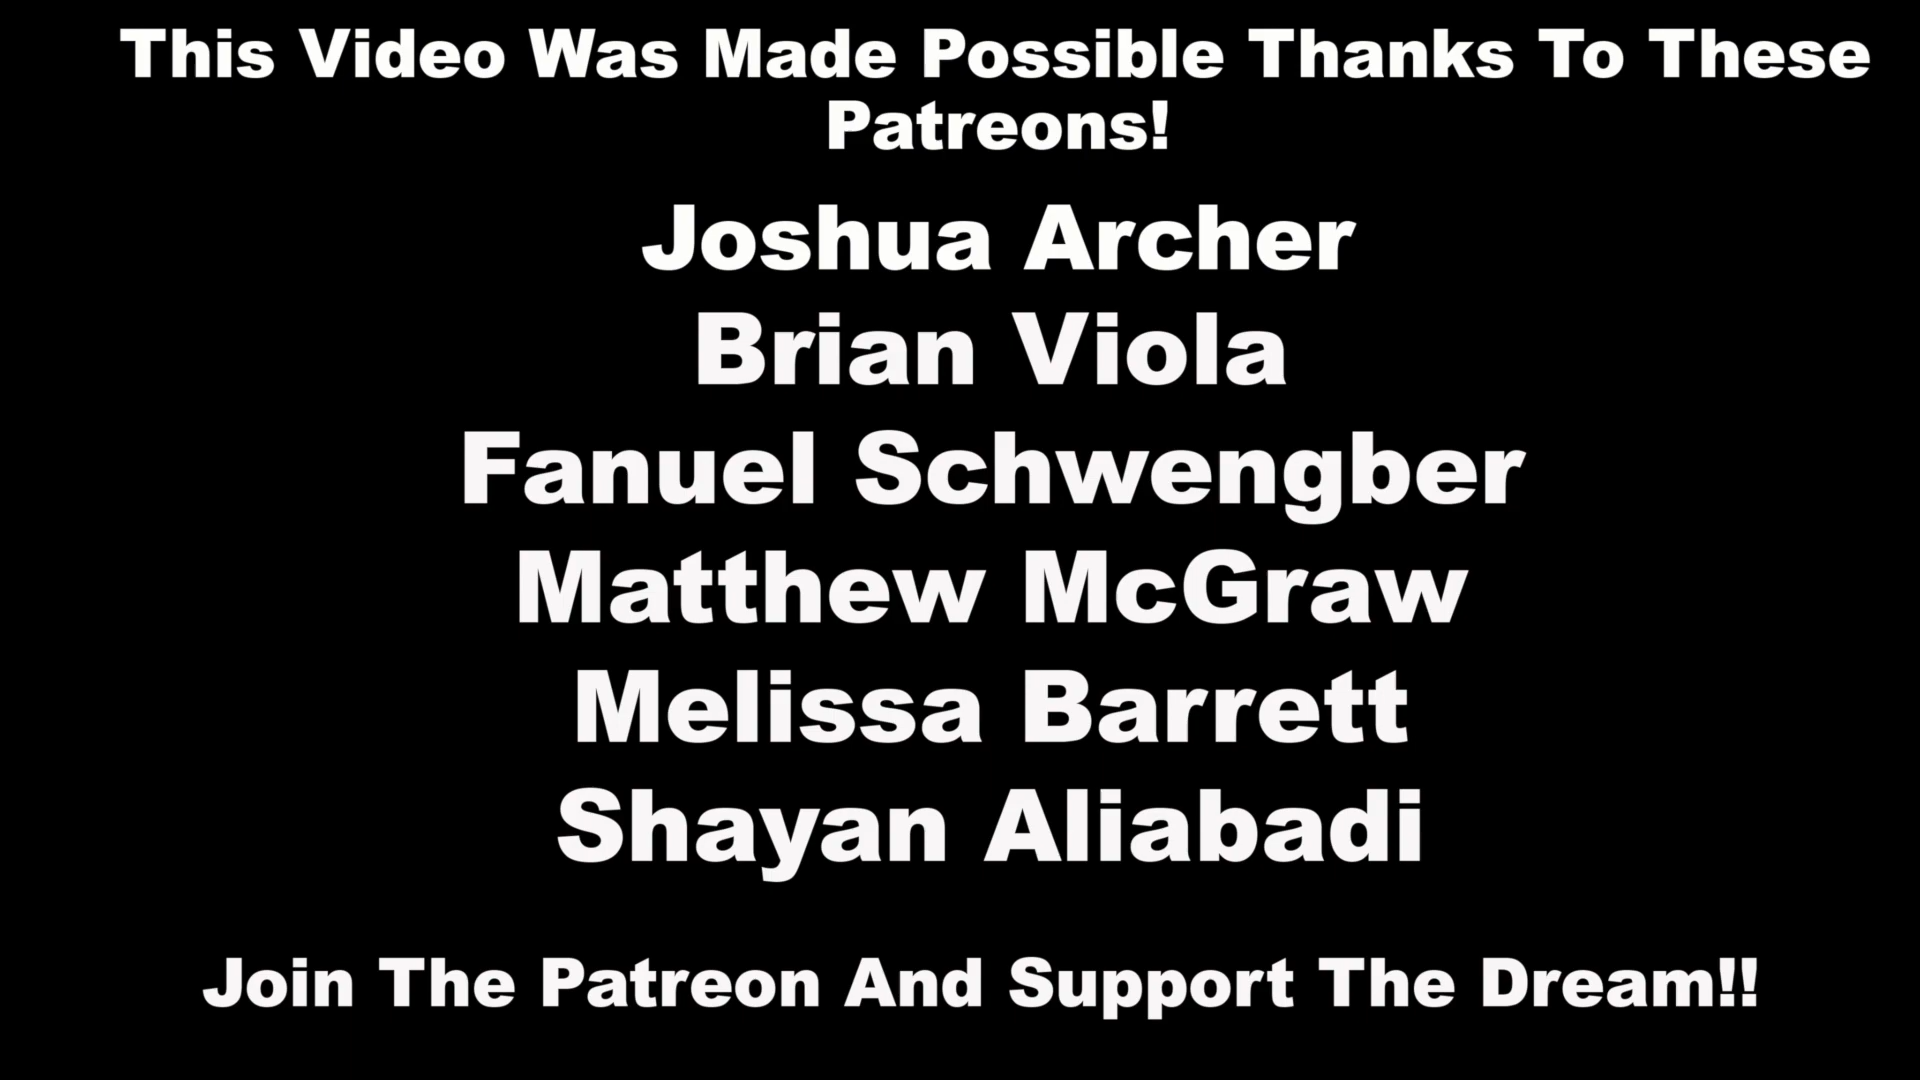 This Video Was Made Possible Thanks To These
Patreons!
Joshua Archer
Brian Viola
Fanuel Schwengber
Matthew McGraw
Melissa Barrett
Shayan Aliabadi
Join The Patreon And Support The Dream!!